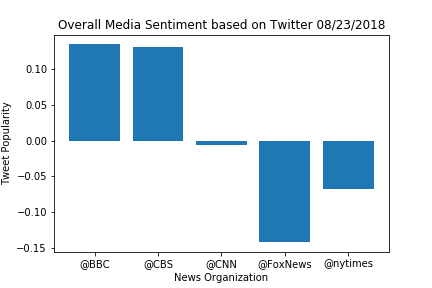 Overall Media Sentiment based on Twitter 08/23/2018
Tweet Popularity
0.10
0.05
0.00
−0.05
−0.10
−0.15
@BBC @CBS @CNN @FoxNews @nytimes
News Organization